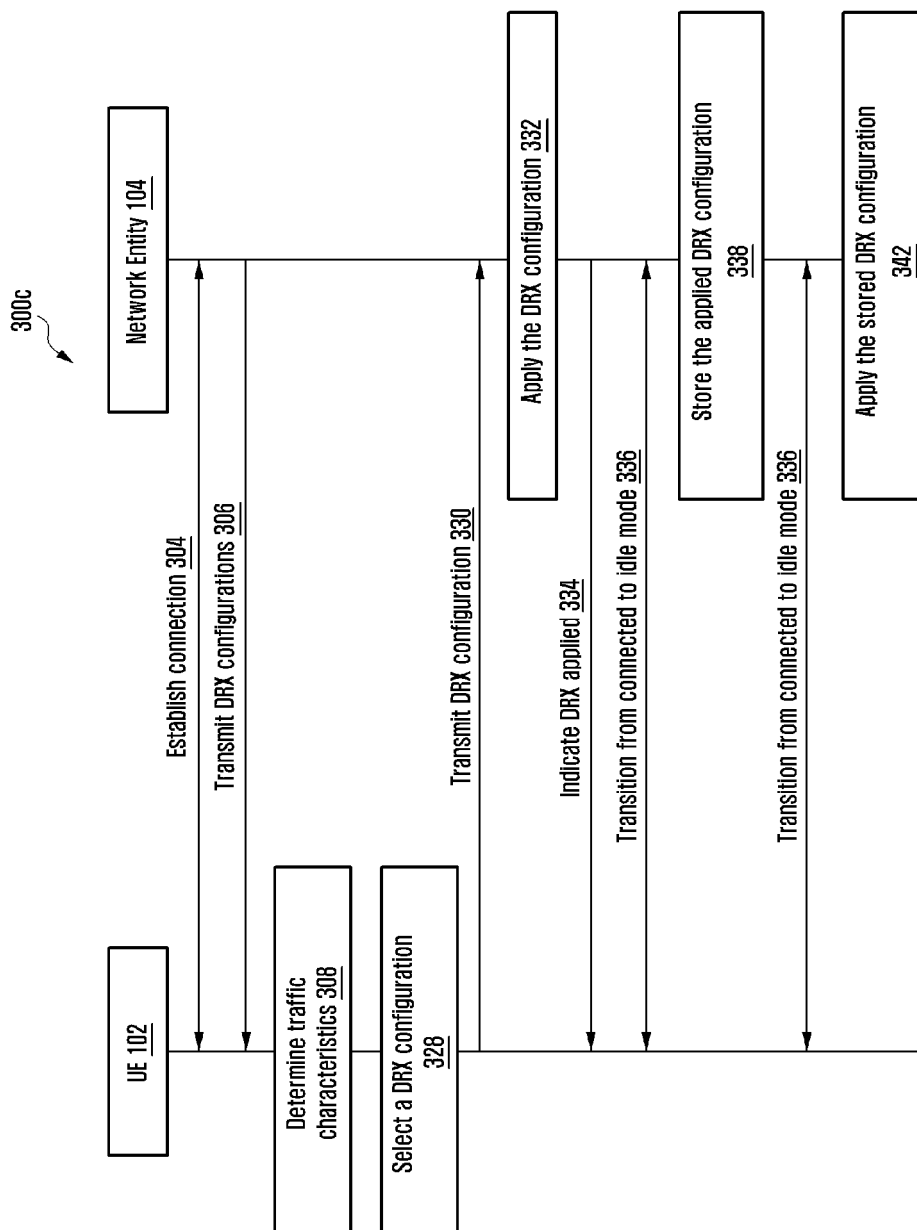 300c
UE 102
Network Entity 104
Establish connection 304
Transmit DRX configurations 306
Determine traffic
characteristics 308
Select a DRX configuration
328
Transmit DRX configuration 330
Apply the DRX configuration 332
Indicate DRX applied 334
Transition from connected to idle mode 336
Store the applied DRX configuration
338
Transition from connected to idle mode 336
Apply the stored DRX configuration
342